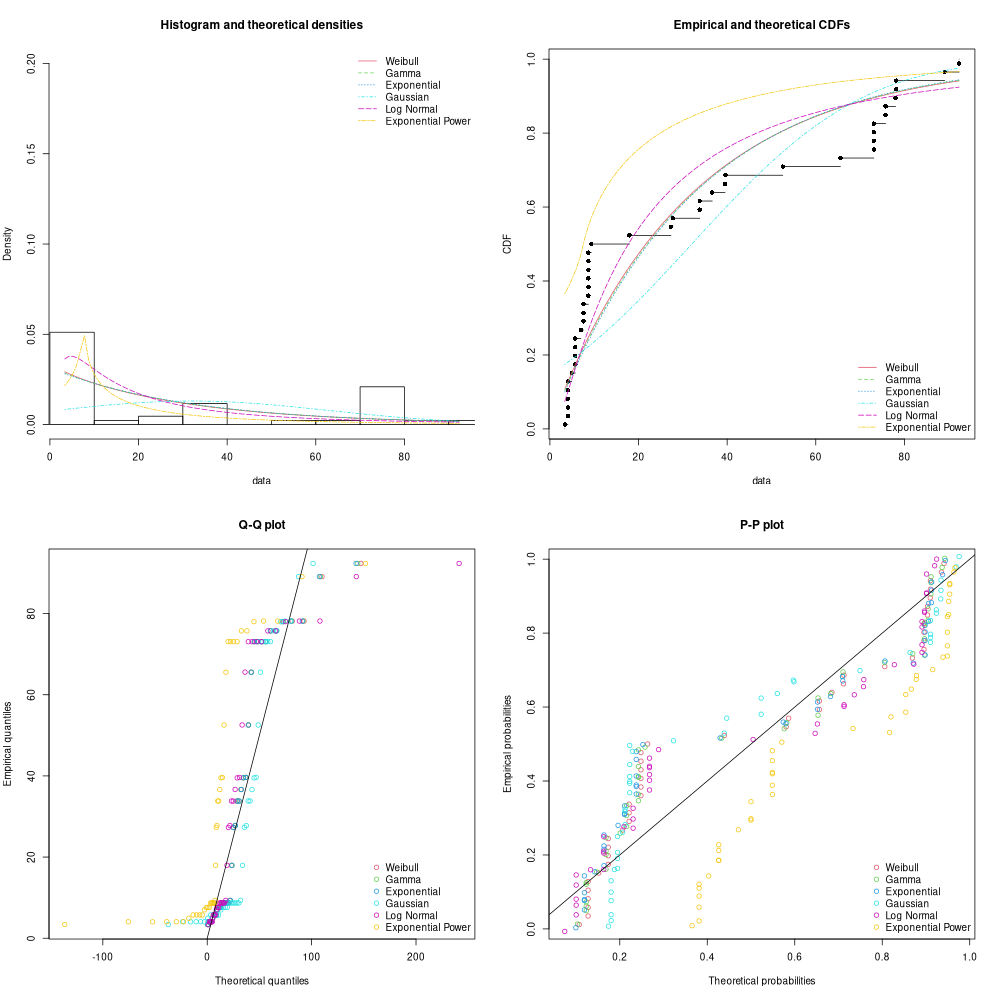 Histogram and theoretical densities
Density
0.00 0.05 0.10 0.15 0.20
Weibull
Gamma
Exponential
Gaussian
Log Normal
Exponential Power
0 20 40 60 80
data
Empirical and theoretical CDFs
CDF
0.0 0.2 0.4 0.6 0.8 1.0
Weibull
Gamma
Exponential
Gaussian
Log Normal
Exponential Power
0 20 40 60 80
data
Q-Q plot
Empirical quantiles
0 20 40 60 80
Weibull
Gamma
Exponential
Gaussian
Log Normal
Exponential Power
-100 0 100 200
Theoretical quantiles
P-P plot
Empirical probabilities
0.0 0.2 0.4 0.6 0.8 1.0
Weibull
Gamma
Exponential
Gaussian
Log Normal
Exponential Power
0.2 0.4 0.6 0.8 1.0
Theoretical probabilities